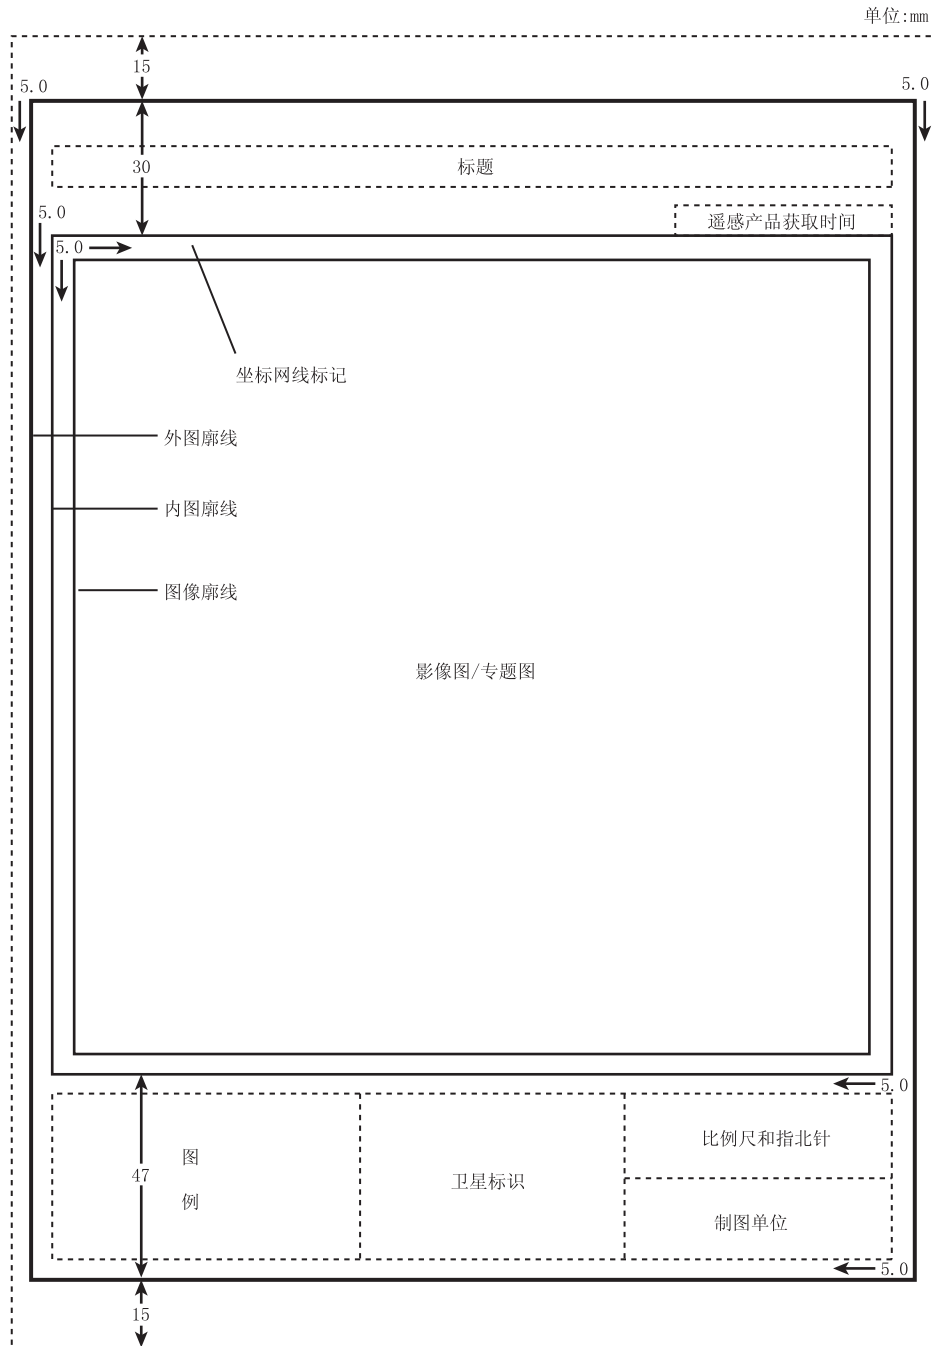 单位:mm
15
5.0
5.0
30
标题
5.0
遥感产品获取时间
5.0
坐标网线标记
外图廓线
内图廓线
图像廓线
影像图/专题图
5.0
比例尺和指北针
图
47
卫星标识
例
制图单位
5.0
15